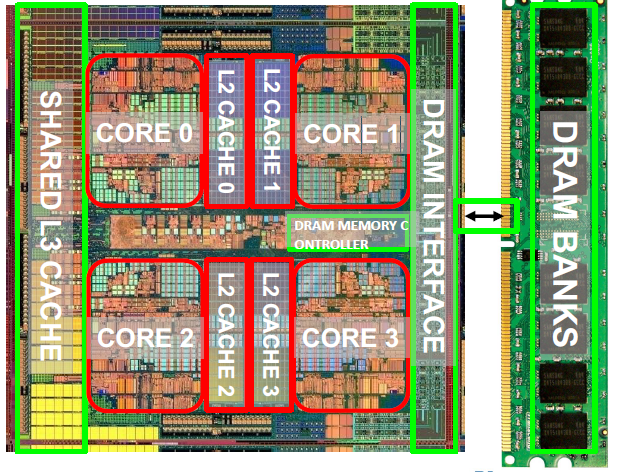 SHARED L3 CACHE
CORE 0
L2 CACHE 0
L2 CACHE 1
CORE 1
DRAM INTERFACE
DRAM BANKS
DRAM MEMORY C
ONTROLLER
CORE 2
L2 CACHE 2
L2 CACHE 3
CORE 3